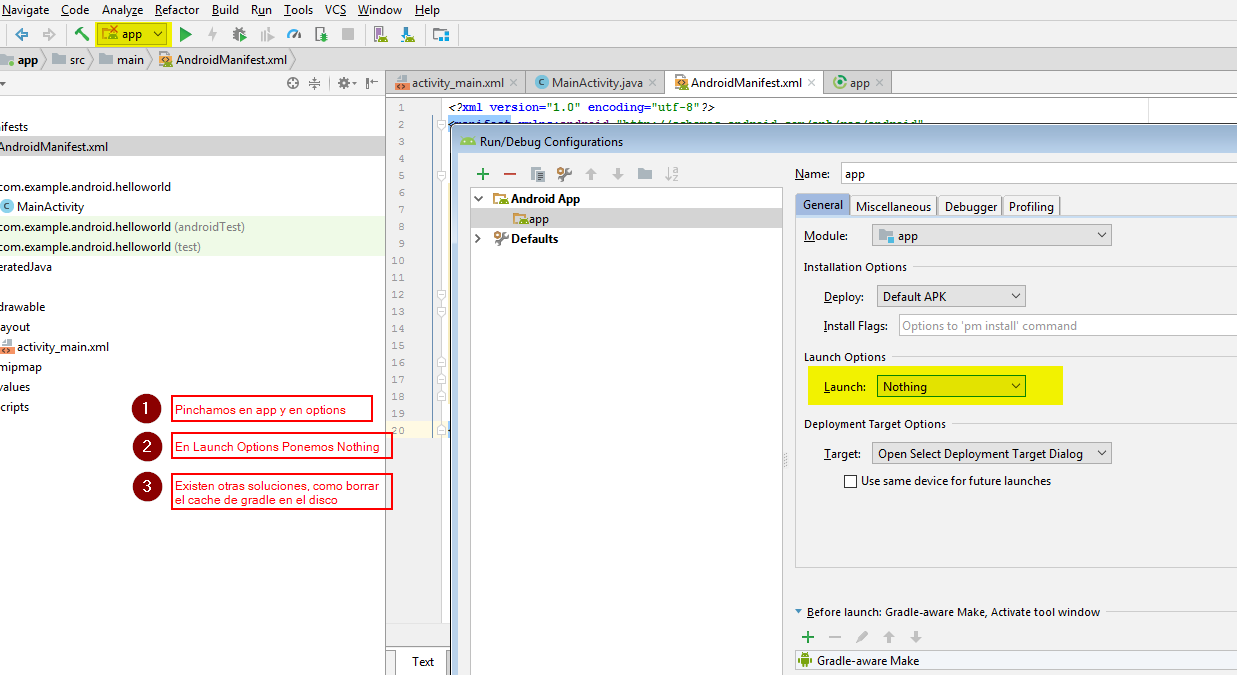 Navigate Code Analyze Refactor Build Run Tools VCS Window Help
app
app src main AndroidManifest.xml
activity_main.xml MainActivity.java AndroidManifest.xml app
1 <?xml version="1.0" encoding="utf-8"?>
2
3
4
5
6
7
8
9
10
11
12
13
14
15
16
17
18
19
20
ifests
AndroidManifest.xml
com.example.android.helloworld
MainActivity
com.example.android.helloworld (androidTest)
com.example.android.helloworld (test)
eratedJava
drawable
ayout
activity_main.xml
mipmap
values
cripts
1 Pinchamos en app y en options
2 En Launch Options Ponemos Nothing
3 Existen otras soluciones, como borrar
el cache de gradle en el disco
Text
Run/Debug Configurations
Android App
app
Defaults
Name: app
General Miscellaneous Debugger Profiling
Module: app
Installation Options
Deploy: Default APK
Install Flags: Options to 'pm install' command
Launch Options
Launch: Nothing
Deployment Target Options
Target: Open Select Deployment Target Dialog
Use same device for future launches
Before launch: Gradle-aware Make, Activate tool window
Gradle-aware Make